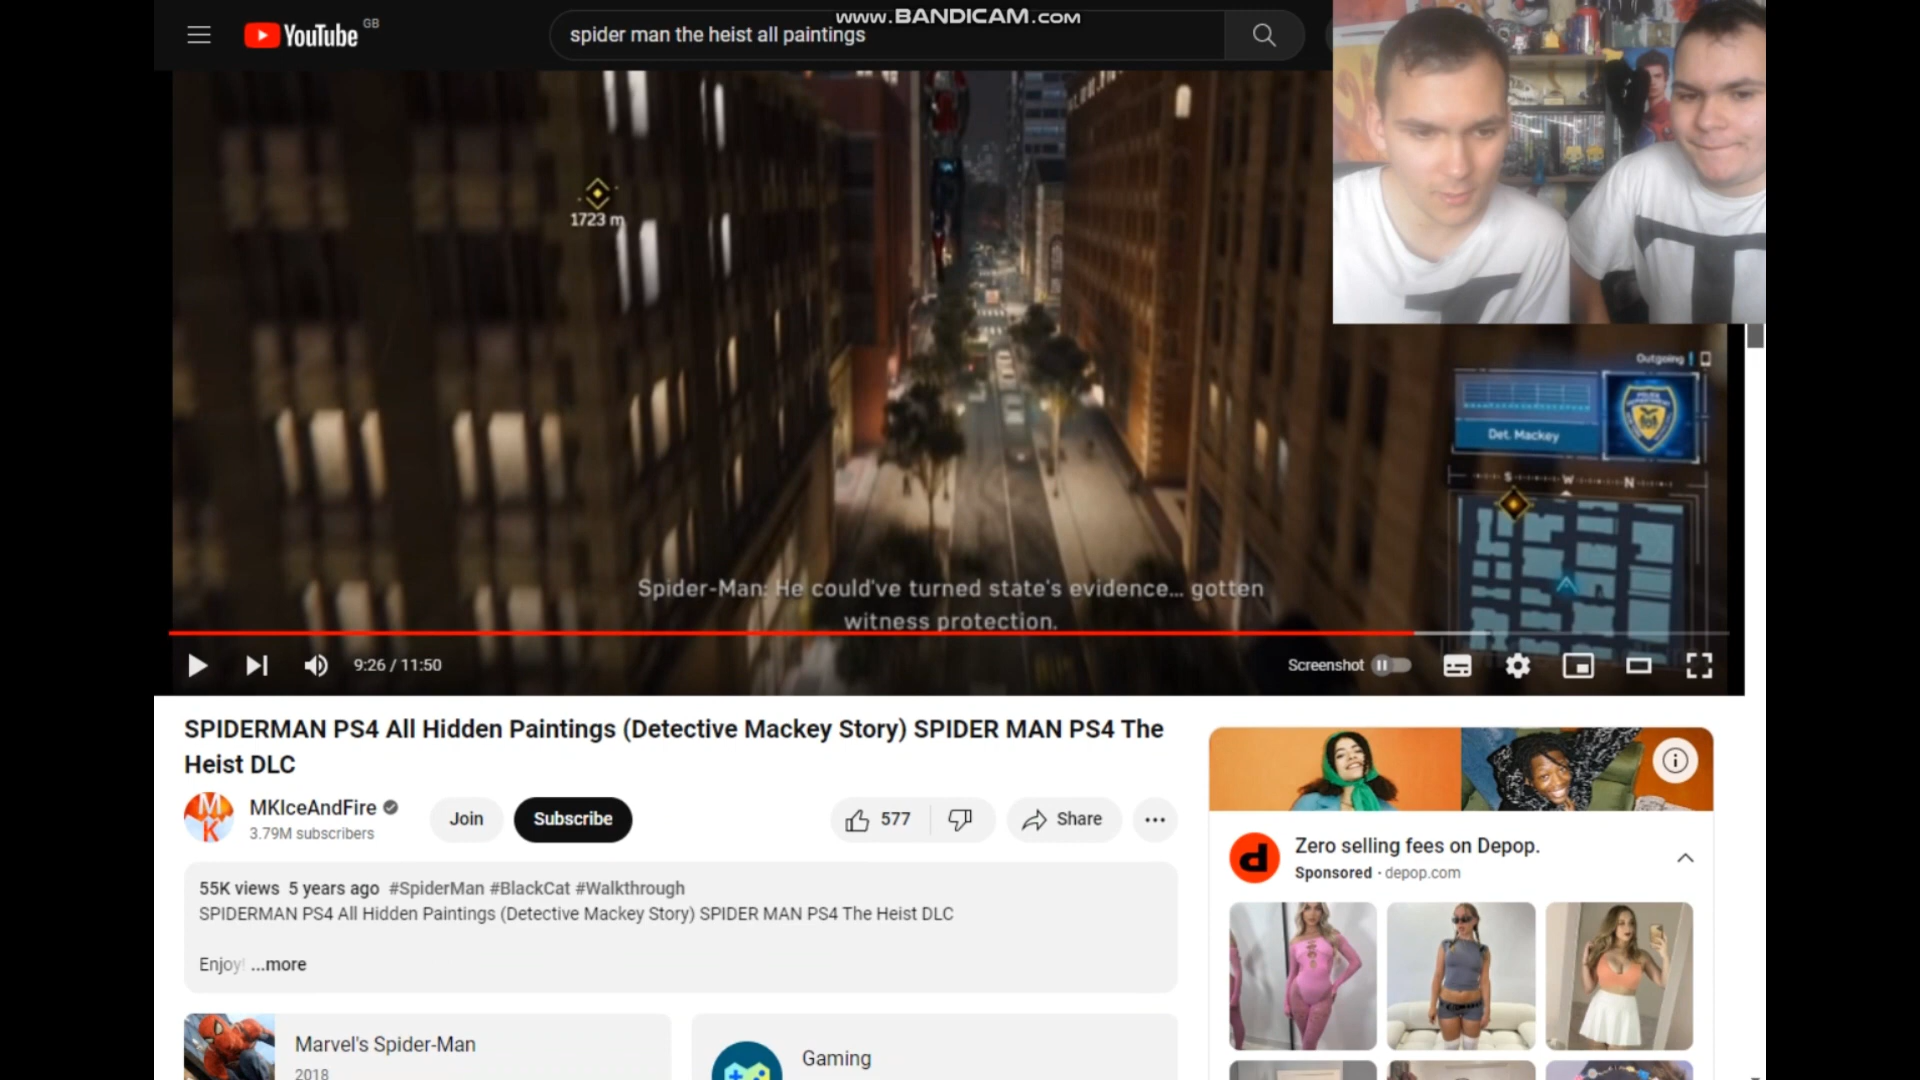 www.BANDICAM.com
YouTube GB
spider man the heist all paintings
1723 m
Outgoing
Det. Mackey
S W N
Spider-Man: He could've turned state's evidence... gotten
witness protection.
9:26 / 11:50
Screenshot
SPIDERMAN PS4 All Hidden Paintings (Detective Mackey Story) SPIDER MAN PS4 The
Heist DLC
MKIceAndFire
3.79M subscribers
Join
Subscribe
577
Share
55K views 5 years ago #SpiderMan #BlackCat #Walkthrough
SPIDERMAN PS4 All Hidden Paintings (Detective Mackey Story) SPIDER MAN PS4 The Heist DLC
Enjoy! ...more
Zero selling fees on Depop.
Sponsored · depop.com
Marvel's Spider-Man
2018
Gaming
MK
d